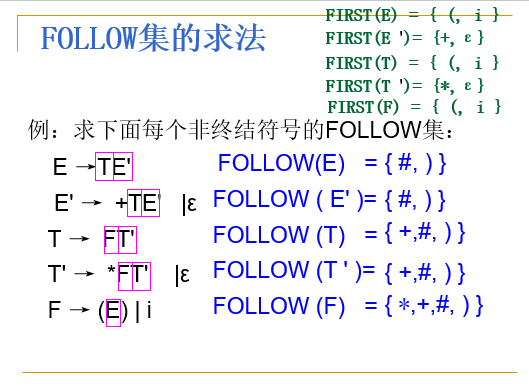 FOLLOW集的求法
FIRST(E) = { (, i }
FIRST(E ')= {+, ε}
FIRST(T) = { (, i }
FIRST(T ')= {*, ε}
FIRST(F) = { (, i }
例：求下面每个非终结符号的FOLLOW集：
E →TE' FOLLOW(E) = { #, ) }
E' → +TE' |ε FOLLOW ( E' )= { #, ) }
T → FT' FOLLOW (T) = { +,#, ) }
T' → *FT' |ε FOLLOW (T ' )= { +,#, ) }
F → (E) | i FOLLOW (F) = { *,+,#, ) }